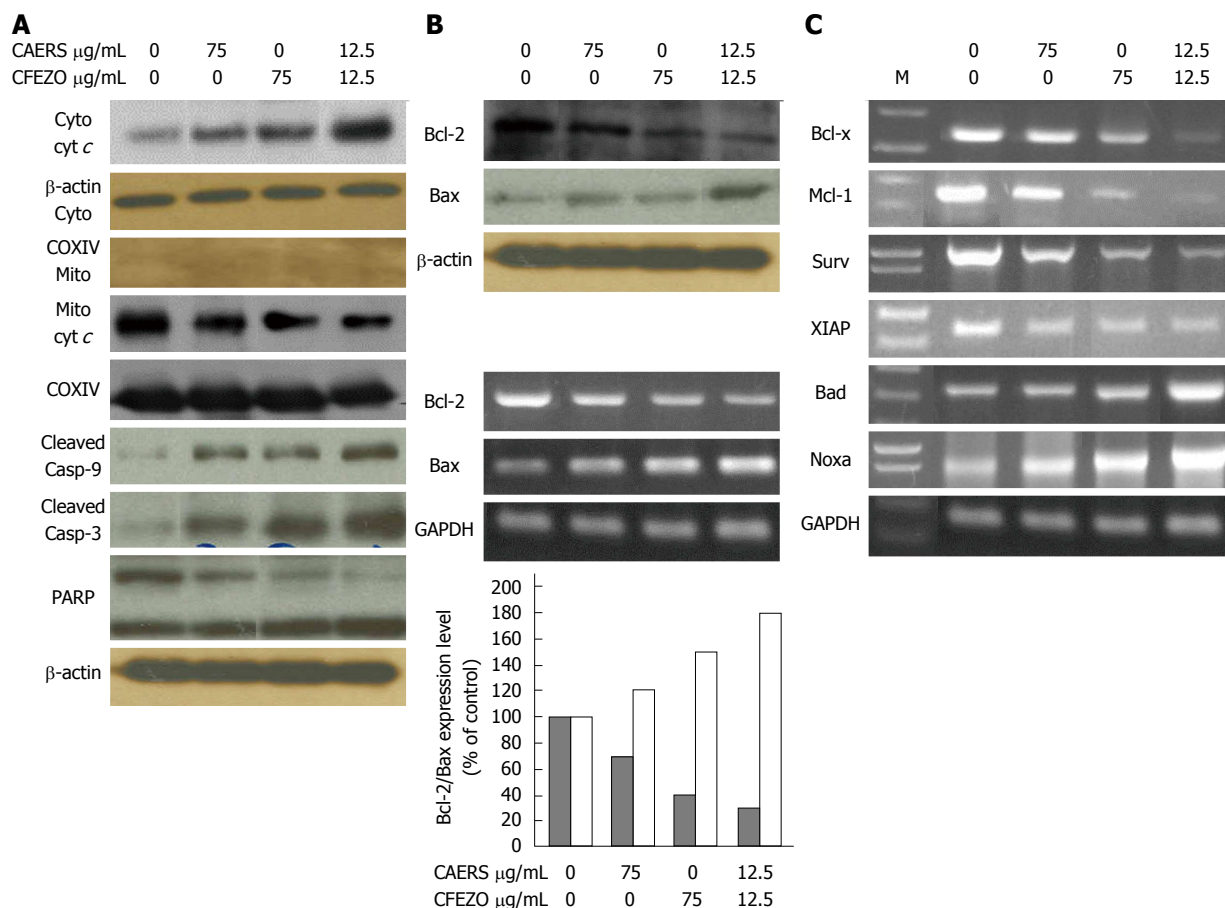 A
CAERS μg/mL 0 75 0 12.5
CFEZO μg/mL 0 0 75 12.5
Cyto
cyt c
β-actin
Cyto
COXIV
Mito
Mito
cyt c
COXIV
Cleaved
Casp-9
Cleaved
Casp-3
PARP
β-actin
B
0 75 0 12.5
0 0 75 12.5
Bcl-2
Bax
β-actin
Bcl-2
Bax
GAPDH
Bcl-2/Bax expression level
(% of control)
200
180
160
140
120
100
80
60
40
20
0
CAERS μg/mL 0 75 0 12.5
CFEZO μg/mL 0 0 75 12.5
C
0 75 0 12.5
M 0 0 75 12.5
Bcl-x
Mcl-1
Surv
XIAP
Bad
Noxa
GAPDH